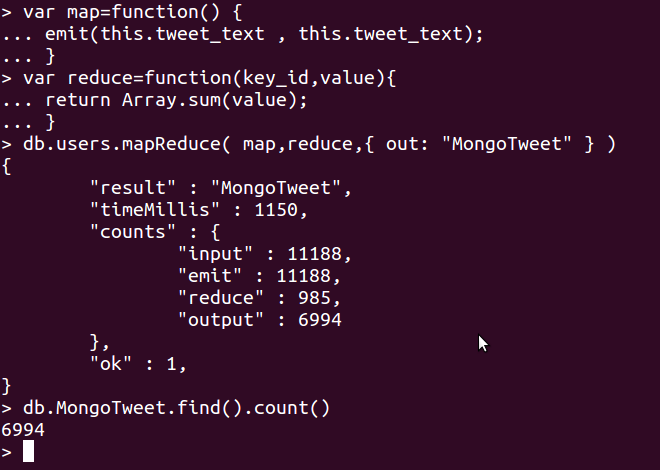 > var map=function() {
... emit(this.tweet_text , this.tweet_text);
... }
> var reduce=function(key_id,value){
... return Array.sum(value);
... }
> db.users.mapReduce( map,reduce,{ out: "MongoTweet" } )
{
        "result" : "MongoTweet",
        "timeMillis" : 1150,
        "counts" : {
                "input" : 11188,
                "emit" : 11188,
                "reduce" : 985,
                "output" : 6994
        },
        "ok" : 1,
}
> db.MongoTweet.find().count()
6994
>